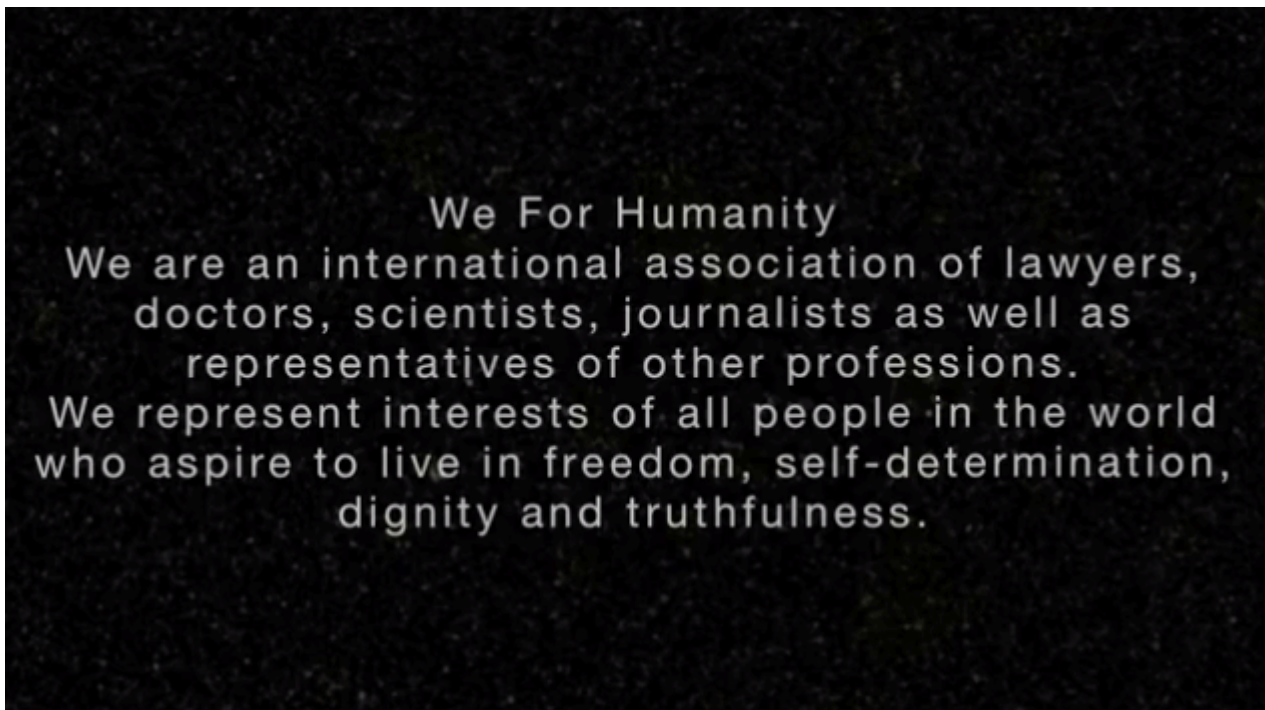 We For Humanity
We are an international association of lawyers,
doctors, scientists, journalists as well as
representatives of other professions.
We represent interests of all people in the world
who aspire to live in freedom, self-determination,
dignity and truthfulness.